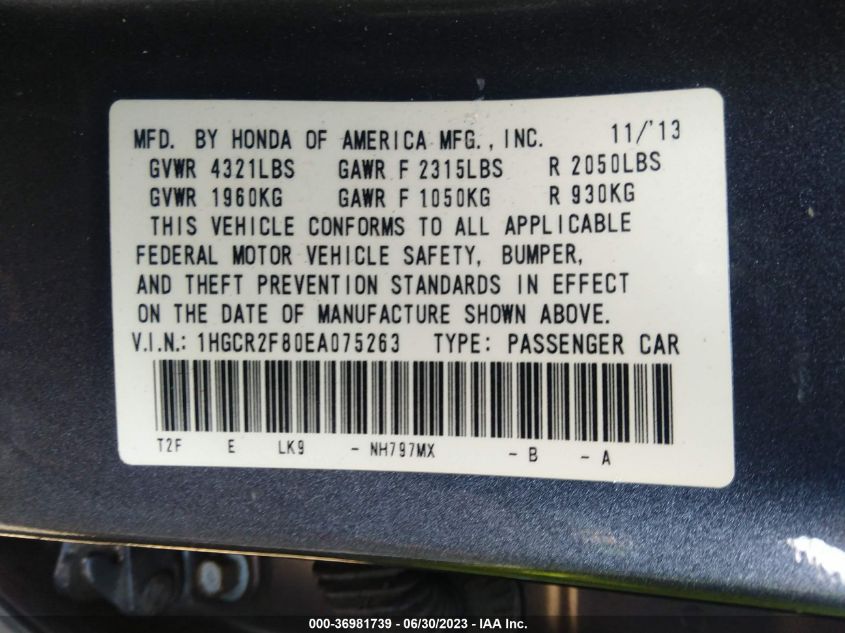 MFD. BY HONDA OF AMERICA MFG., INC. 11/'13
GVWR 4321LBS GAWR F 2315LBS R 2050LBS
GVWR 1960KG GAWR F 1050KG R 930KG
THIS VEHICLE CONFORMS TO ALL APPLICABLE
FEDERAL MOTOR VEHICLE SAFETY, BUMPER,
AND THEFT PREVENTION STANDARDS IN EFFECT
ON THE DATE OF MANUFACTURE SHOWN ABOVE.
V.I.N.: 1HGCR2F80EA075263 TYPE: PASSENGER CAR
T2F E LK9 - NH797MX - B - A
000-36981739 / 06/30/2023 - IAA Inc.